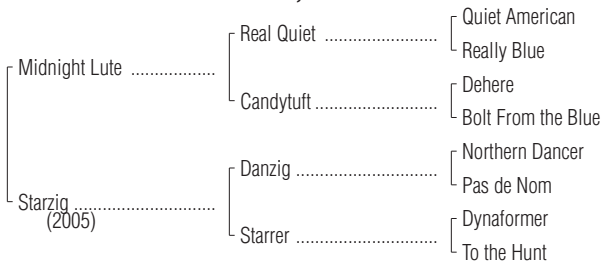 Quiet American
Real Quiet ........................
Really Blue
Midnight Lute ..................
Dehere
Candytuft..........................
Bolt From the Blue
Northern Dancer
Danzig ..............................
Pas de Nom
Starzig ..............................
(2005)
Dynaformer
Starrer ..............................
To the Hunt